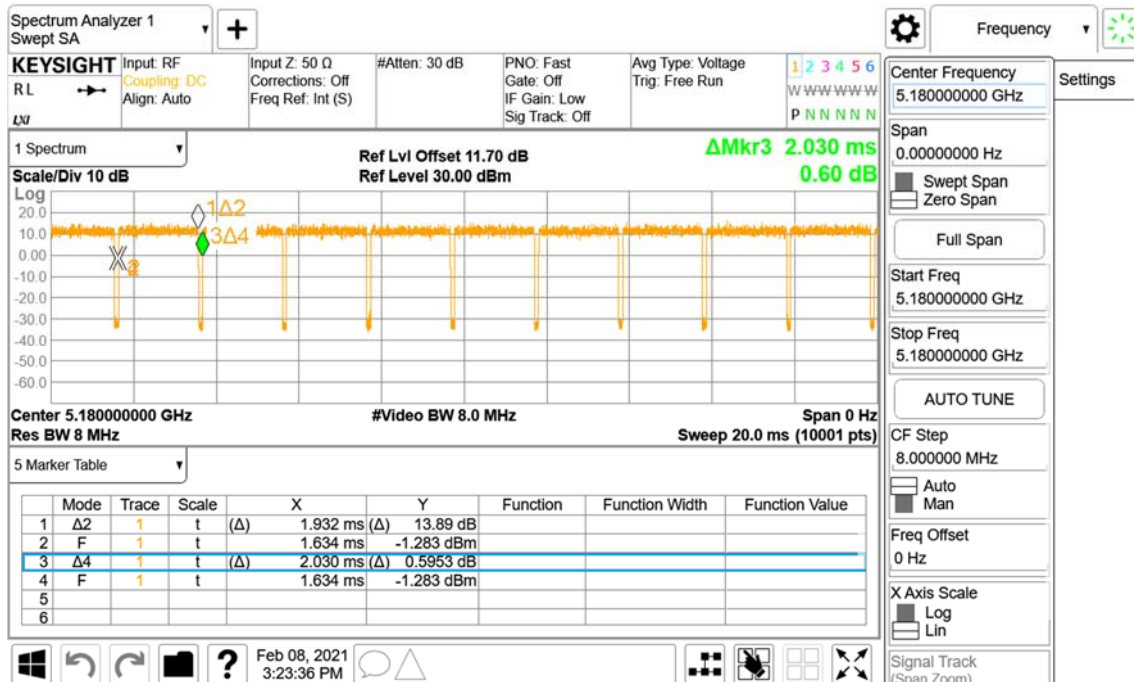 Spectrum Analyzer 1
Swept SA
Frequency
KEYSIGHT
RL
LXI
Input: RF
Coupling: DC
Align: Auto
Input Z: 50 Ω
Corrections: Off
Freq Ref: Int (S)
#Atten: 30 dB
PNO: Fast
Gate: Off
IF Gain: Low
Sig Track: Off
Avg Type: Voltage
Trig: Free Run
1 2 3 4 5 6
W W W W W W
P N N N N N
1 Spectrum
Scale/Div 10 dB
Ref Lvl Offset 11.70 dB
Ref Level 30.00 dBm
ΔMkr3 2.030 ms
0.60 dB
Log
20.0
10.0
0.00
-10.0
-20.0
-30.0
-40.0
-50.0
-60.0
1Δ2
3Δ4
Center 5.180000000 GHz
Res BW 8 MHz
#Video BW 8.0 MHz
Span 0 Hz
Sweep 20.0 ms (10001 pts)
5 Marker Table
Mode Trace Scale X Y Function Function Width Function Value
1 Δ2 1 t (Δ) 1.932 ms (Δ) 13.89 dB
2 F 1 t 1.634 ms -1.283 dBm
3 Δ4 1 t (Δ) 2.030 ms (Δ) 0.5953 dB
4 F 1 t 1.634 ms -1.283 dBm
5
6
Feb 08, 2021
3:23:36 PM
Center Frequency
5.180000000 GHz
Settings
Span
0.00000000 Hz
Swept Span
Zero Span
Full Span
Start Freq
5.180000000 GHz
Stop Freq
5.180000000 GHz
AUTO TUNE
CF Step
8.000000 MHz
Auto
Man
Freq Offset
0 Hz
X Axis Scale
Log
Lin
Signal Track
(Span Zoom)